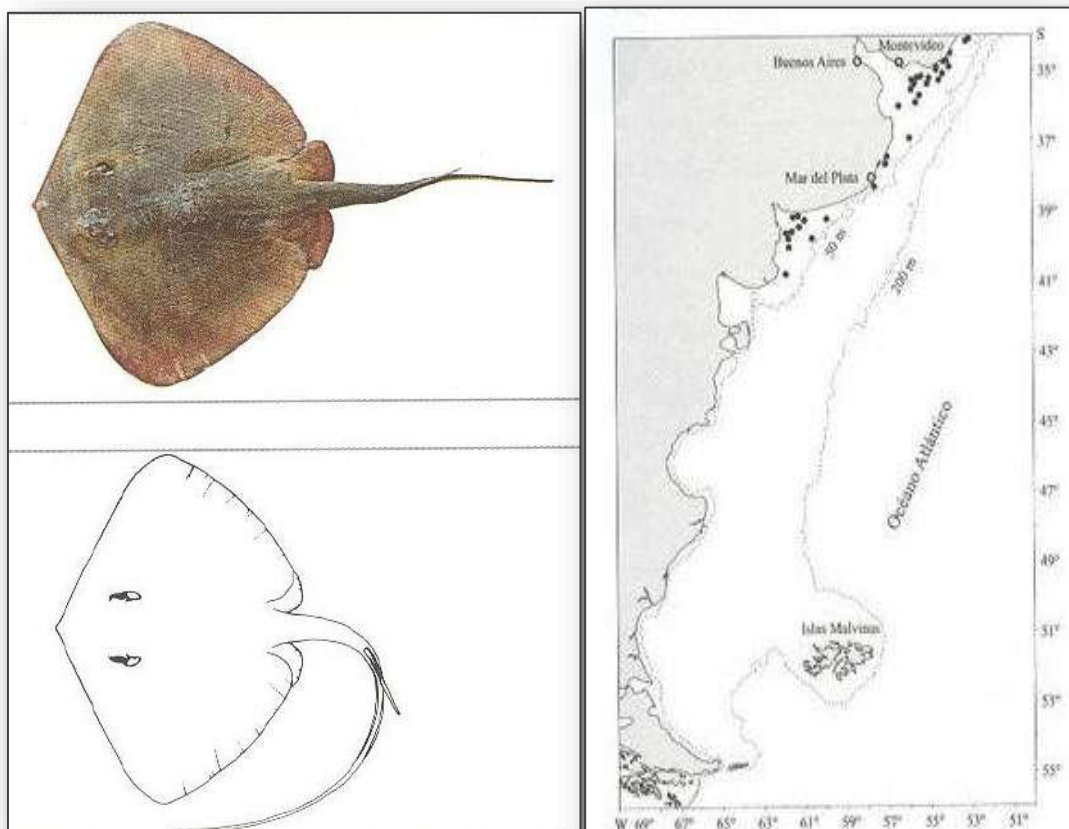 S
Montevideo
Buenos Aires
35°
37°
Mar del Plata
39°
50 m
200 m
41°
43°
45°
Océano Atlántico
47°
49°
Islas Malvinas
51°
53°
55°
W 69° 67° 65° 63° 61° 59° 57° 55° 53° 51°